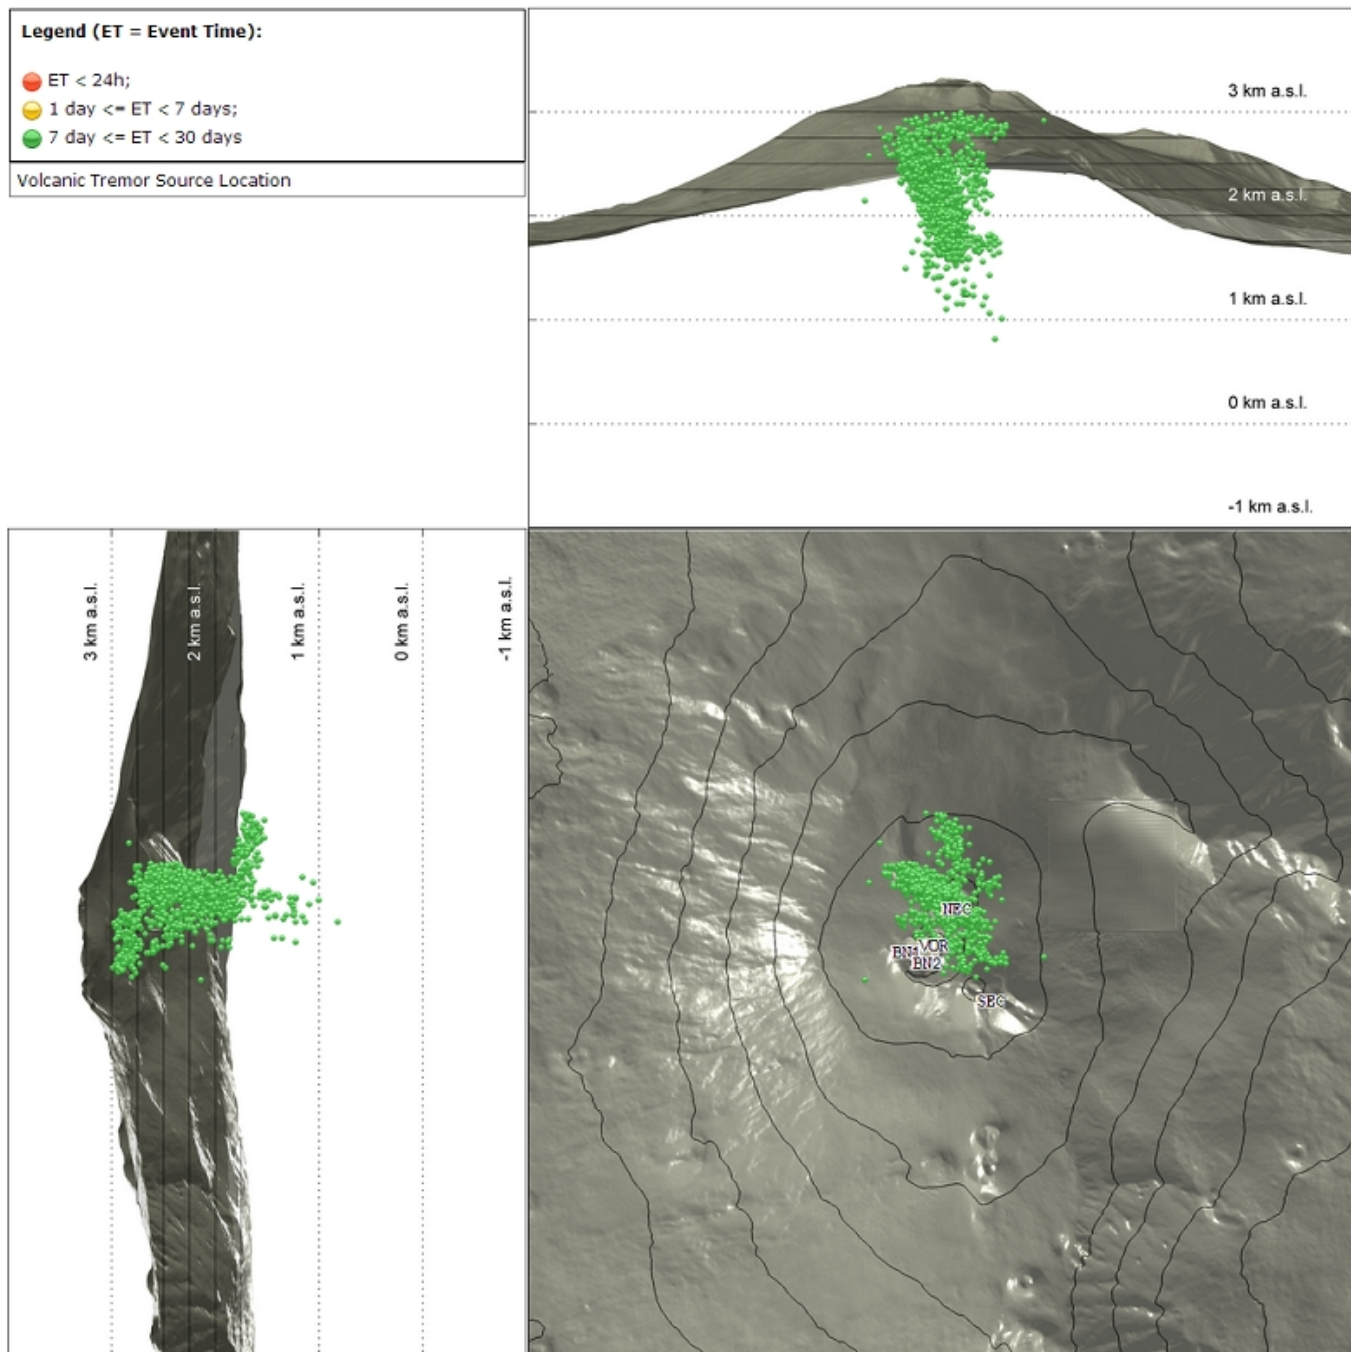 Legend (ET = Event Time):
ET < 24h;
1 day <= ET < 7 days;
7 day <= ET < 30 days
Volcanic Tremor Source Location
3 km a.s.l.
2 km a.s.l.
1 km a.s.l.
0 km a.s.l.
-1 km a.s.l.
3 km a.s.l.
2 km a.s.l.
1 km a.s.l.
0 km a.s.l.
-1 km a.s.l.
NEC
BN1 VOR
BN2
SEC